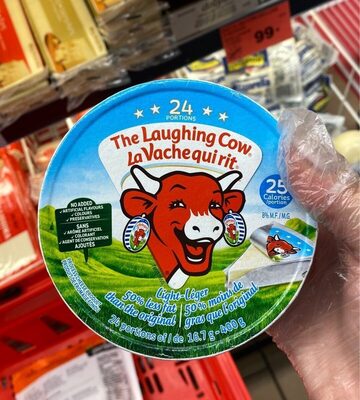 99.
24
PORTIONS
The Laughing Cow®
La Vache qui rit®
NO ADDED
✓ ARTIFICIAL FLAVOURS
✓ COLOURS
✓ PRESERVATIVES
SANS
✓ ARÔME ARTIFICIEL
✓ COLORANT
✓ AGENT DE CONSERVATION
AJOUTÉS
25
Calories
/portion
8% M.F./M.G.
Light•Léger
50% less fat
than the original
50% moins de
gras que l'original
24 portions of / de 16.7 g - 400 g